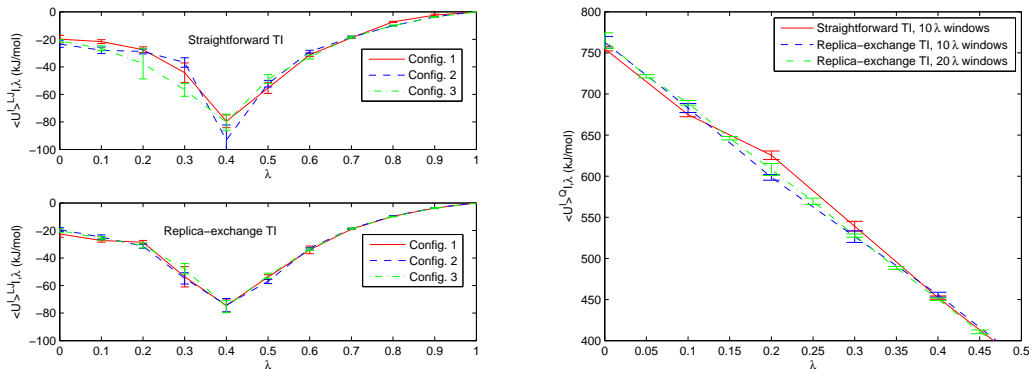 Straightforward TI
Config. 1
Config. 2
Config. 3
0
−20
−40
−60
−80
−100
<U^l>^{LJ}_{l,λ} (kJ/mol)
0 0.1 0.2 0.3 0.4 0.5 0.6 0.7 0.8 0.9 1
λ
Replica−exchange TI
Config. 1
Config. 2
Config. 3
0
−20
−40
−60
−80
−100
<U^l>^{LJ}_{l,λ} (kJ/mol)
0 0.1 0.2 0.3 0.4 0.5 0.6 0.7 0.8 0.9 1
λ
Straightforward TI, 10 λ windows
Replica−exchange TI, 10 λ windows
Replica−exchange TI, 20 λ windows
800
750
700
650
600
550
500
450
400
<U^l>^Q_{l,λ} (kJ/mol)
0 0.05 0.1 0.15 0.2 0.25 0.3 0.35 0.4 0.45 0.5
λ